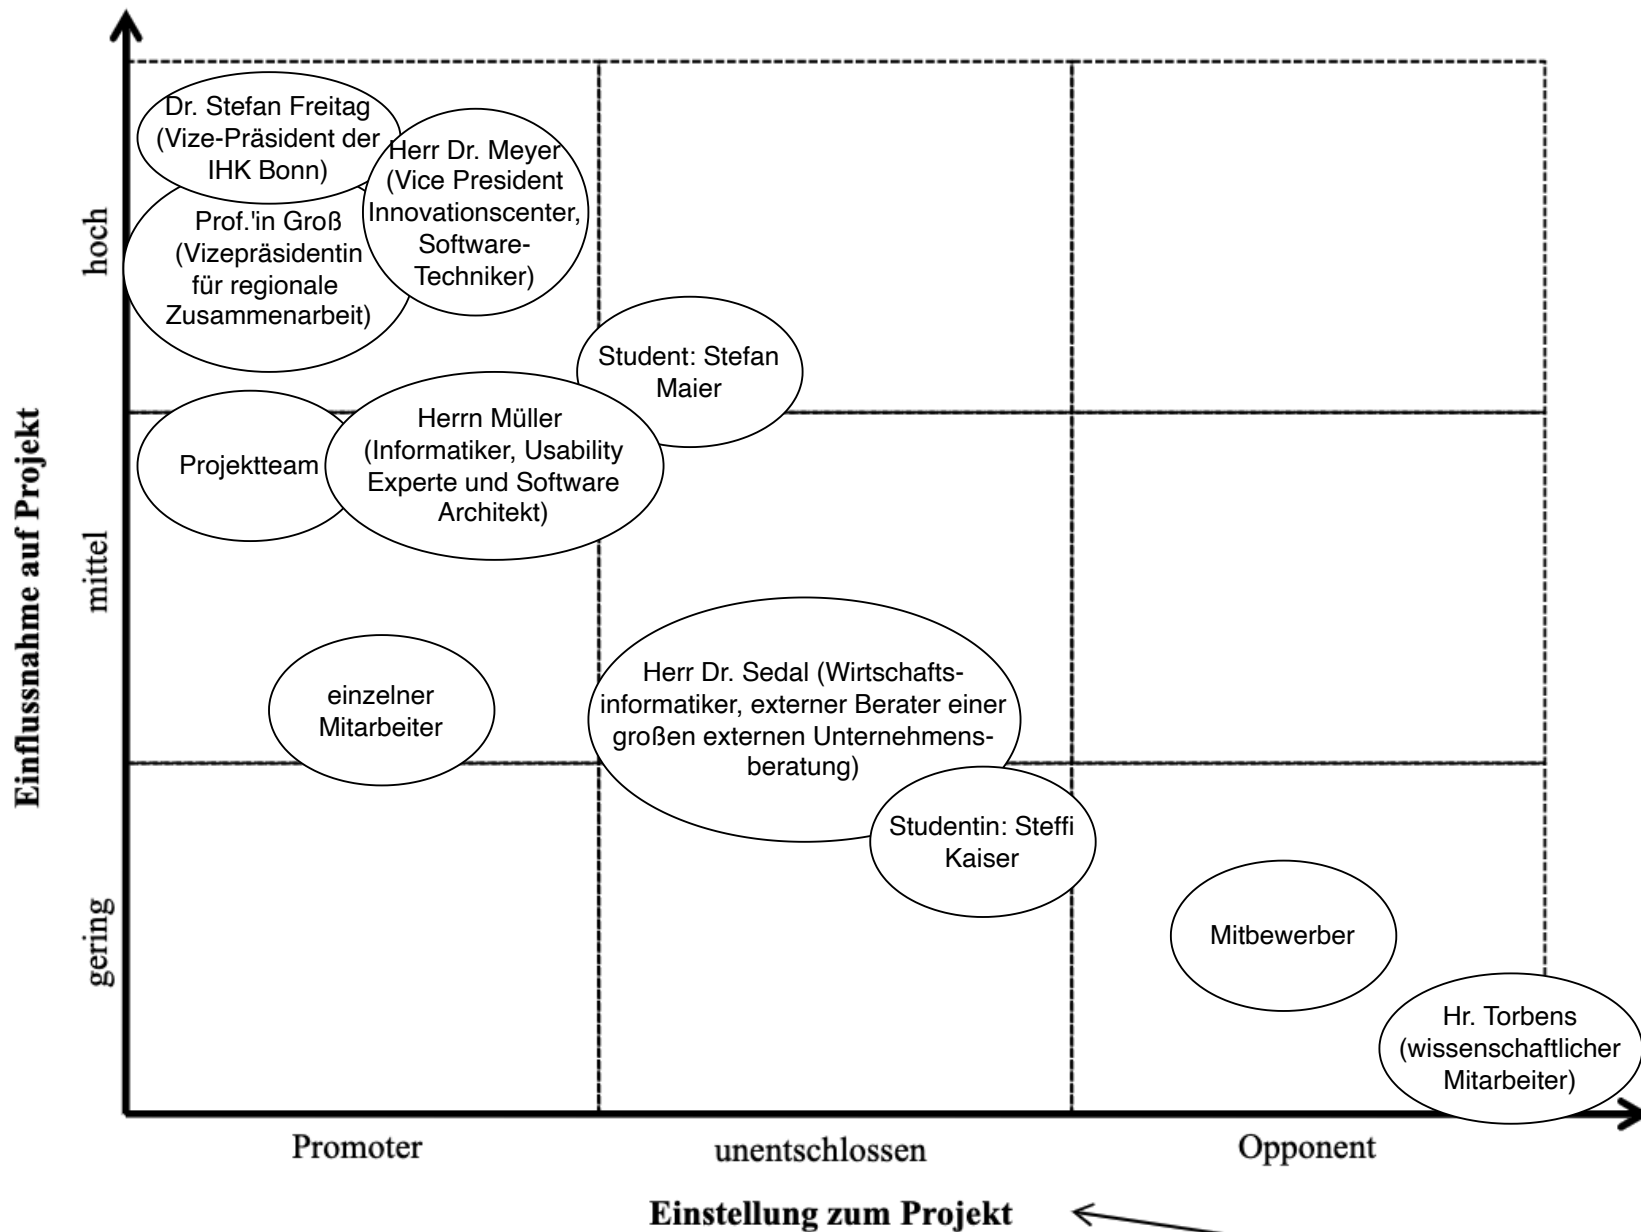 Dr. Stefan Freitag
(Vize-Präsident der
IHK Bonn)
Herr Dr. Meyer
(Vice President
Innovationscenter,
Software-
Techniker)
Prof.'in Groß
(Vizepräsidentin
für regionale
Zusammenarbeit)
Student: Stefan
Maier
Projektteam
Herrn Müller
(Informatiker, Usability
Experte und Software
Architekt)
einzelner
Mitarbeiter
Herr Dr. Sedal (Wirtschafts-
informatiker, externer Berater einer
großen externen Unternehmens-
beratung)
Studentin: Steffi
Kaiser
Mitbewerber
Hr. Torbens
(wissenschaftlicher
Mitarbeiter)
Einflussnahme auf Projekt
hoch
mittel
gering
Promoter
unentschlossen
Opponent
Einstellung zum Projekt